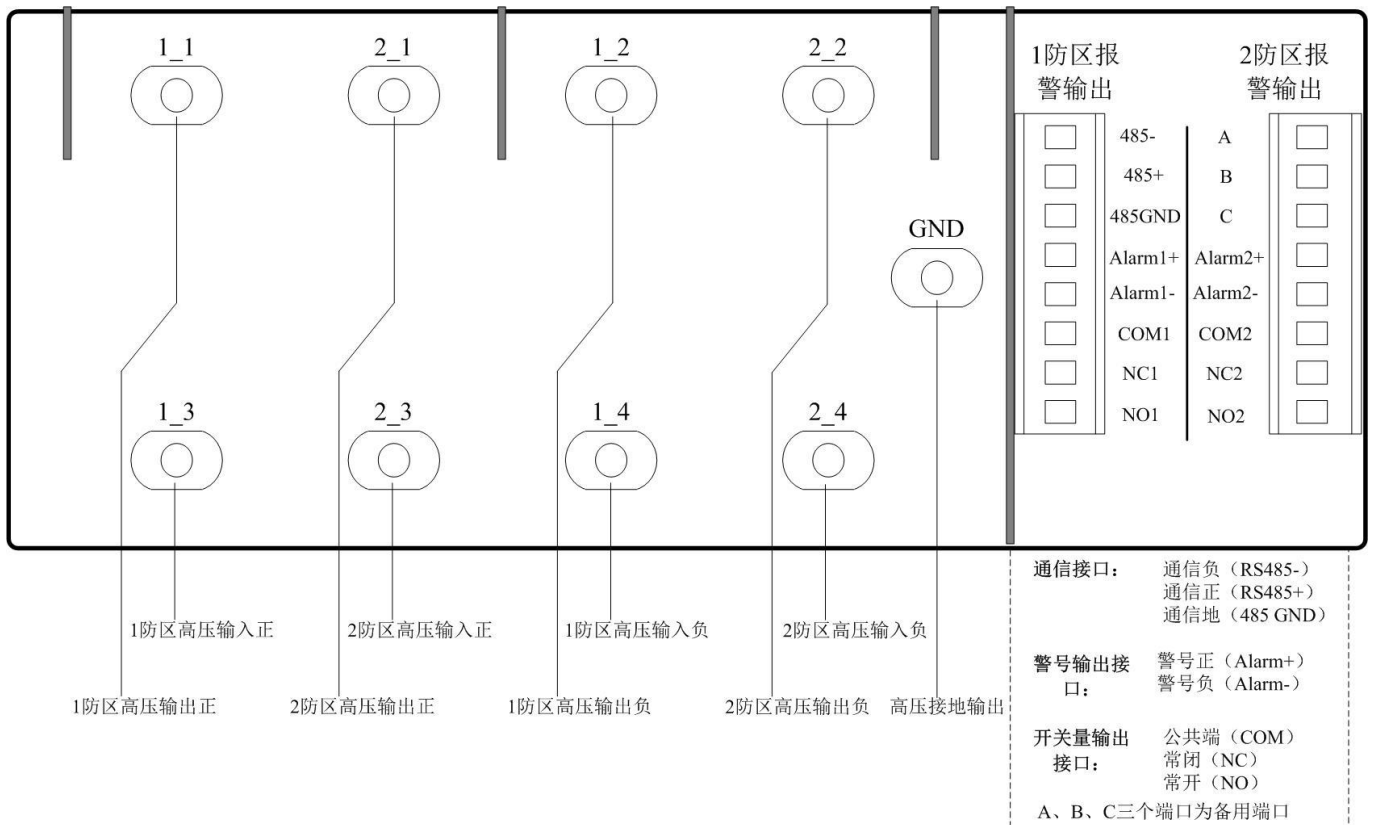 1_1
2_1
1_2
2_2
1防区报
警输出
2防区报
警输出
485-
A
485+
B
485GND
C
Alarm1+
Alarm2+
Alarm1-
Alarm2-
COM1
COM2
NC1
NC2
NO1
NO2
GND
1_3
2_3
1_4
2_4
1防区高压输入正
2防区高压输入正
1防区高压输入负
2防区高压输入负
1防区高压输出正
2防区高压输出正
1防区高压输出负
2防区高压输出负
高压接地输出
通信接口：
通信负（RS485-）
通信正（RS485+）
通信地（485 GND）
警号输出接
口：
警号正（Alarm+）
警号负（Alarm-）
开关量输出
接口：
公共端（COM）
常闭（NC）
常开（NO）
A、B、C三个端口为备用端口